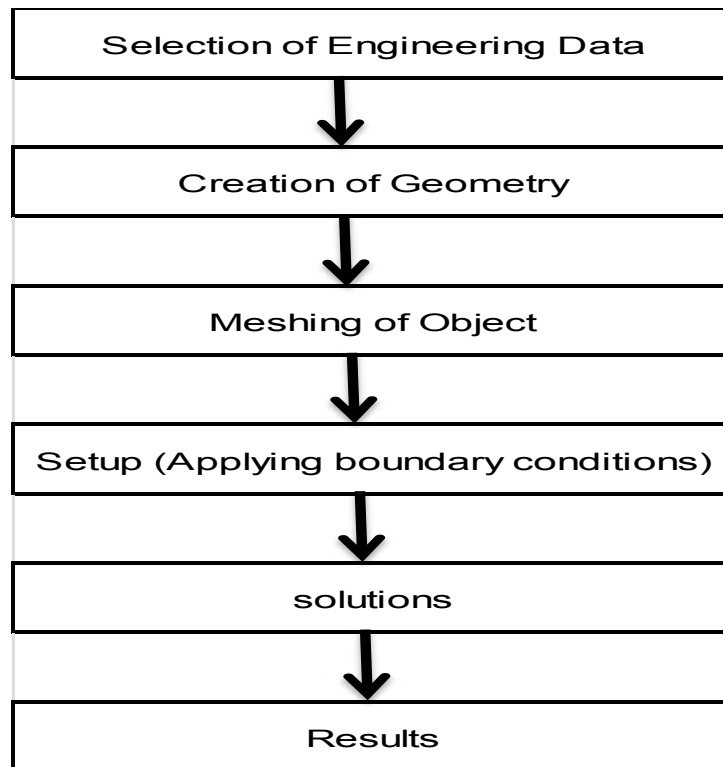 Selection of Engineering Data
Creation of Geometry
Meshing of Object
Setup (Applying boundary conditions)
solutions
Results